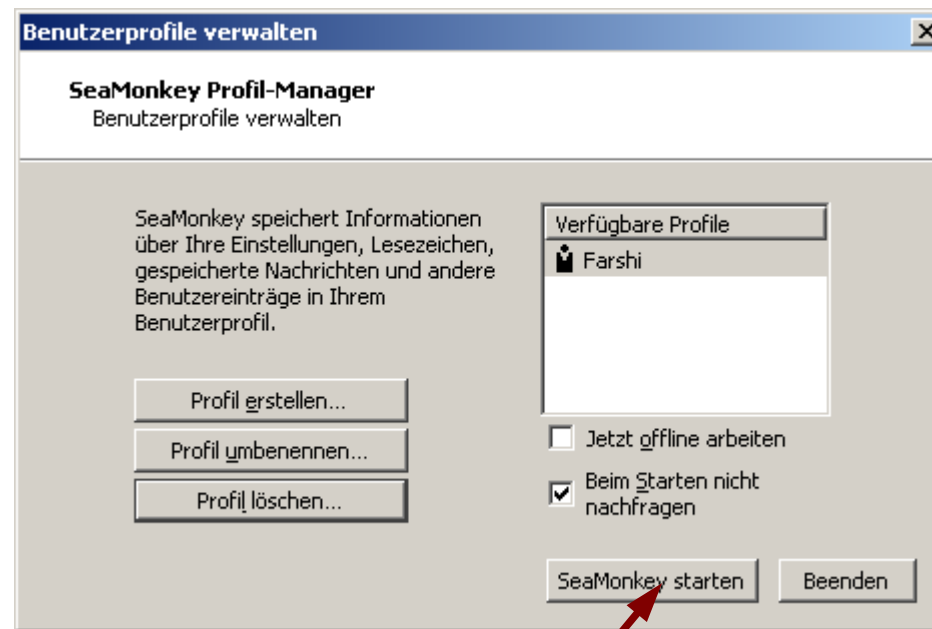 Benutzerprofile verwalten
SeaMonkey Profil-Manager
Benutzerprofile verwalten
SeaMonkey speichert Informationen
über Ihre Einstellungen, Lesezeichen,
gespeicherte Nachrichten und andere
Benutzereinträge in Ihrem
Benutzerprofil.
Profil erstellen...
Profil umbenennen...
Profil löschen...
Verfügbare Profile
Farshi
Jetzt offline arbeiten
Beim Starten nicht
nachfragen
SeaMonkey starten
Beenden